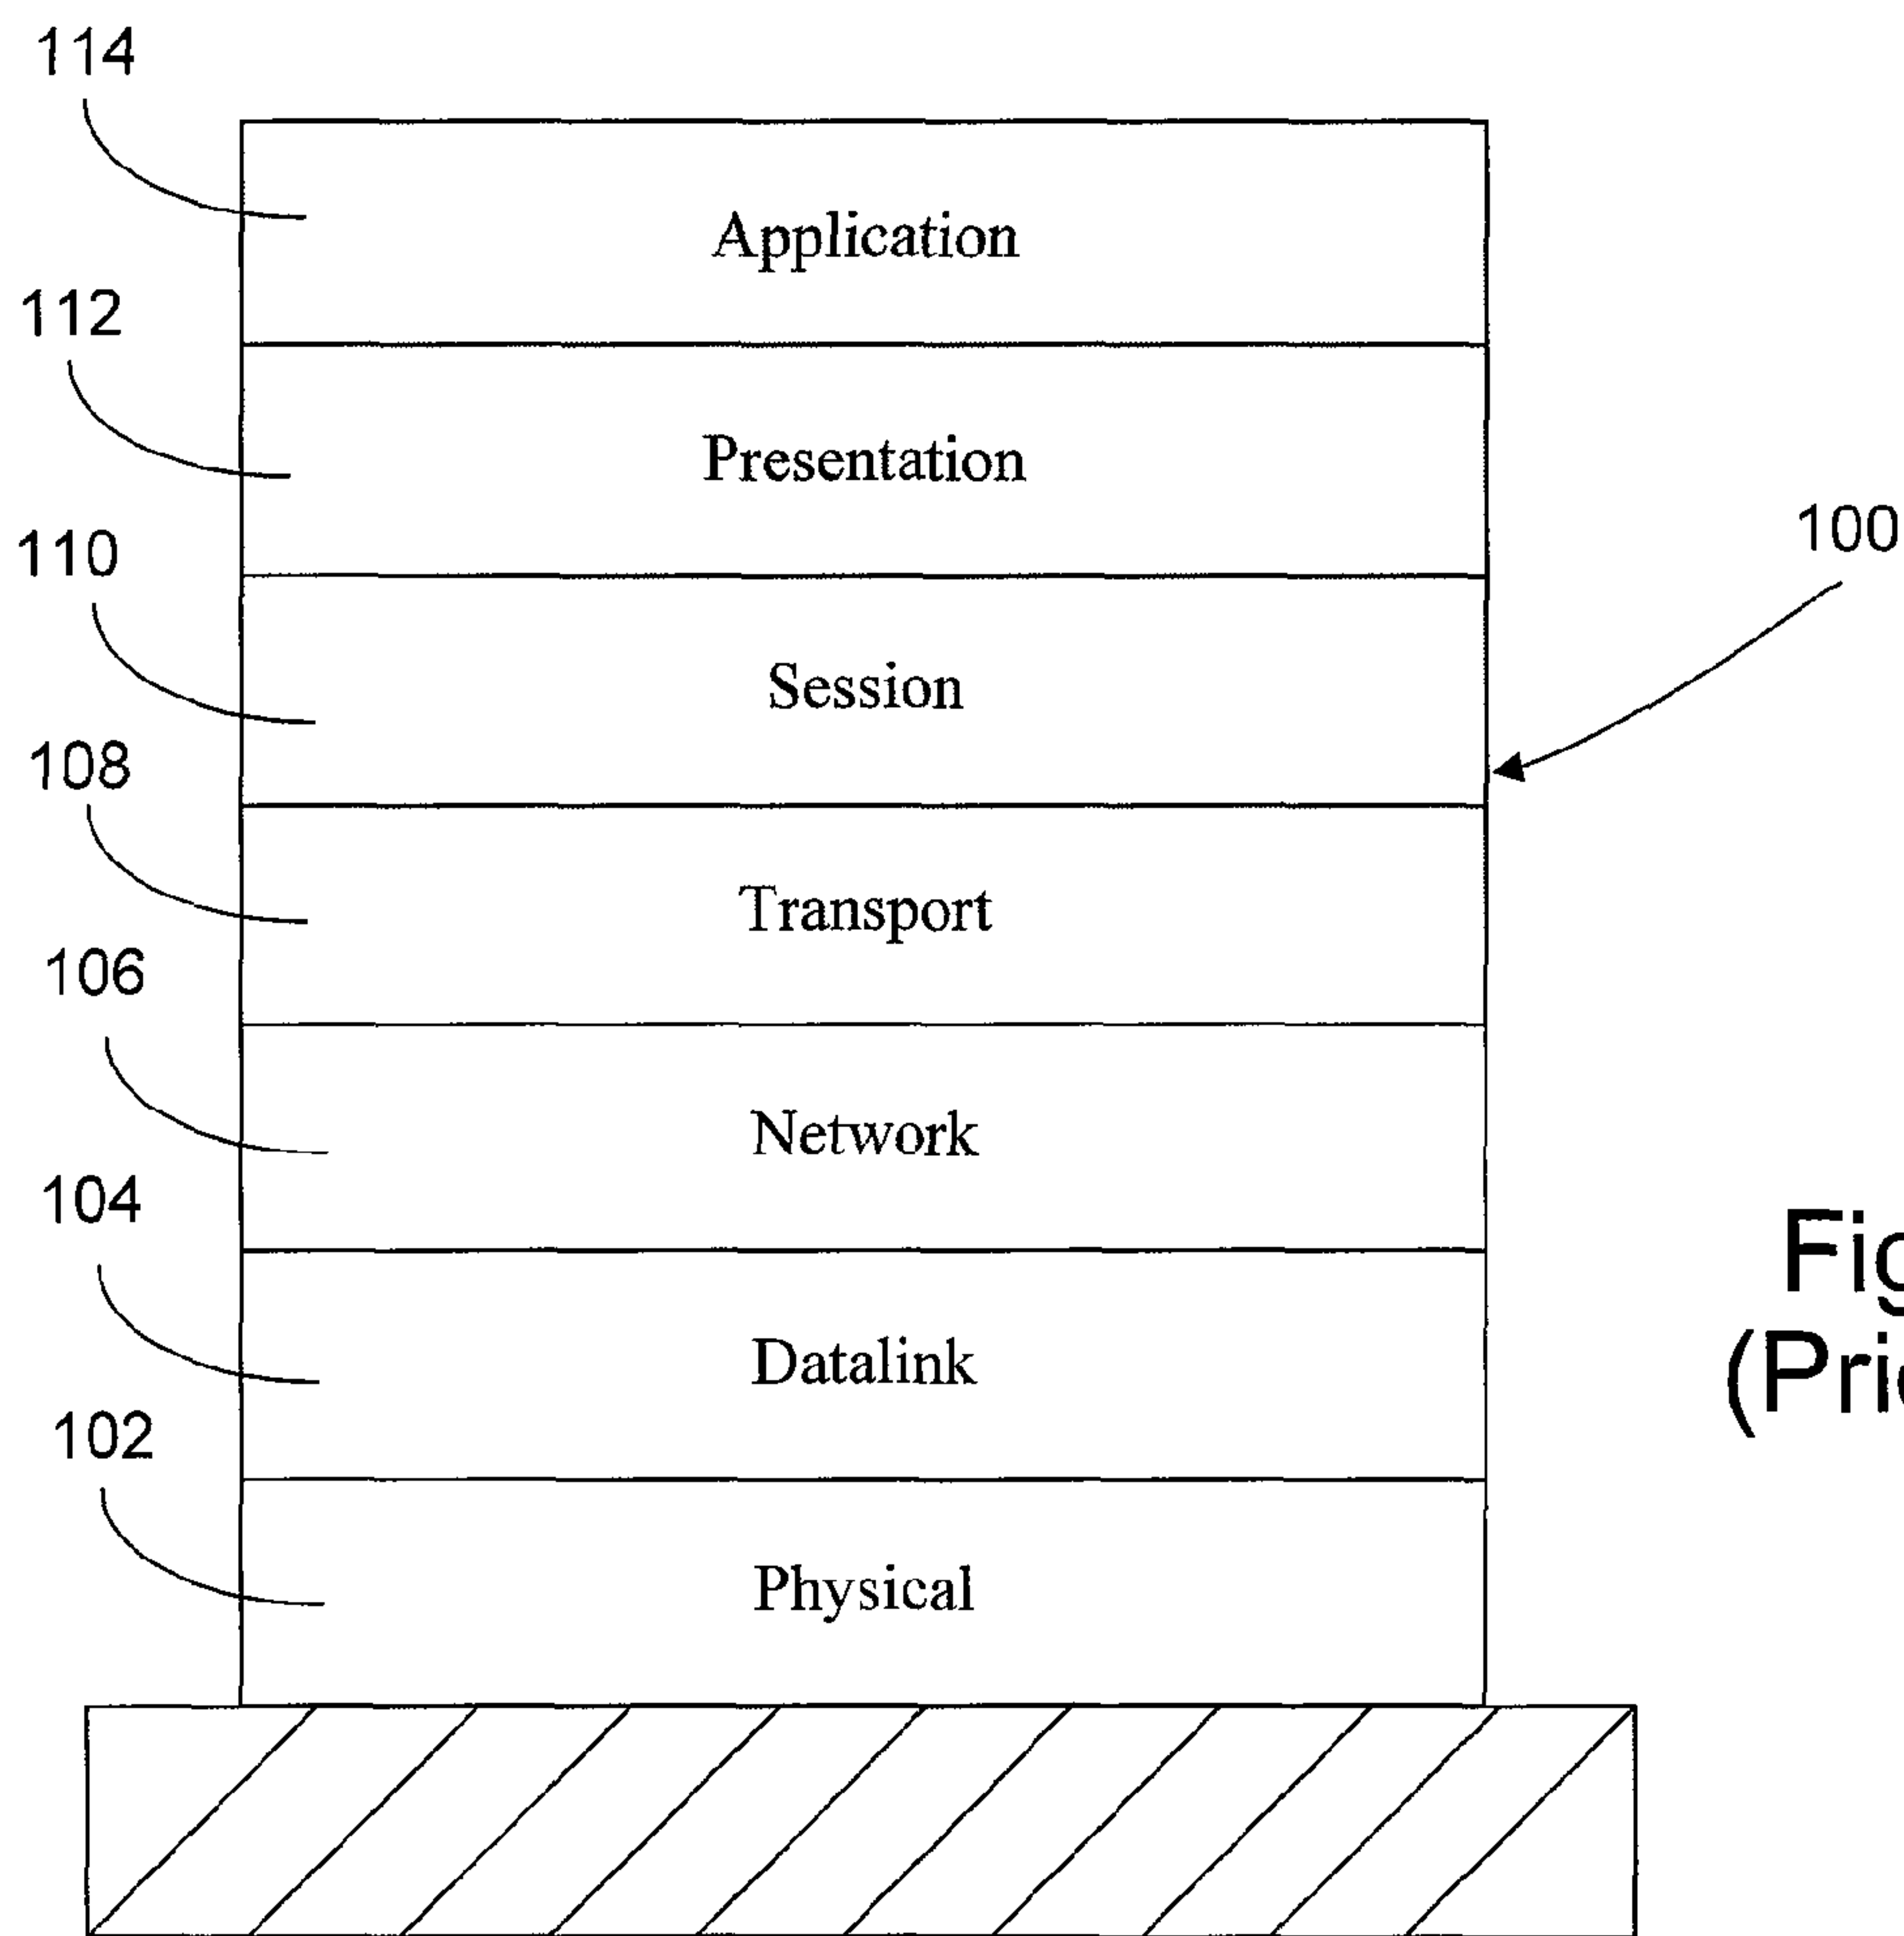 114
Application
112
Presentation
110
100
Session
108
Transport
106
Network
104
Datalink
102
Physical